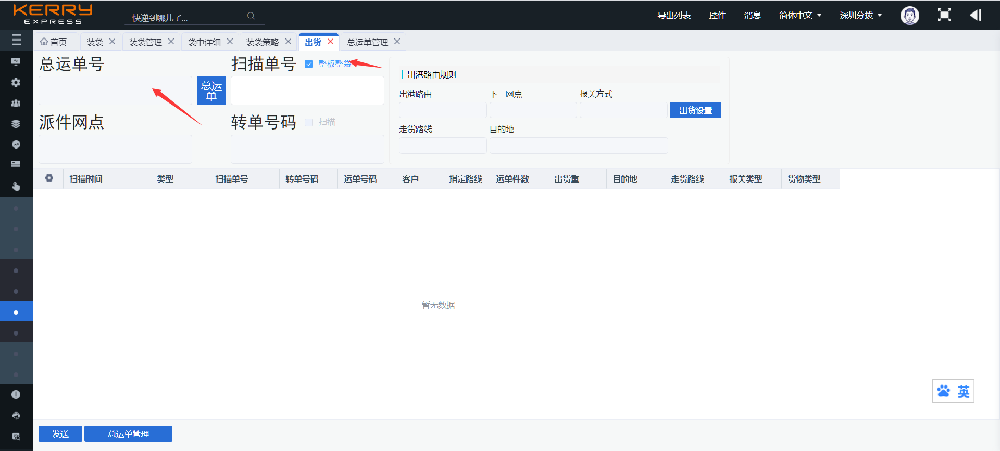 KERRY
EXPRESS
快递到哪儿了...
导出列表 控件 消息 简体中文 深圳分拨
首页 装袋 装袋管理 袋中详细 装袋策略 出货 总运单管理
总运单号 扫描单号 整板整袋
总运单
出港路由规则
出港路由 下一网点 报关方式
出货设置
派件网点 转单号码 扫描
走货路线 目的地
扫描时间 类型 扫描单号 转单号码 运单号码 客户 指定路线 运单件数 出货重 目的地 走货路线 报关类型 货物类型
暂无数据
英
发送 总运单管理